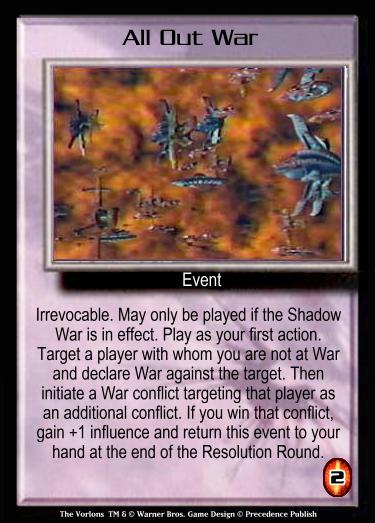 All Out War
Event
Irrevocable. May only be played if the Shadow
War is in effect. Play as your first action.
Target a player with whom you are not at War
and declare War against the target. Then
initiate a War conflict targeting that player as
an additional conflict. If you win that conflict,
gain +1 influence and return this event to your
hand at the end of the Resolution Round.
2
The Vorlons TM & © Warner Bros. Game Design © Precedence Publish